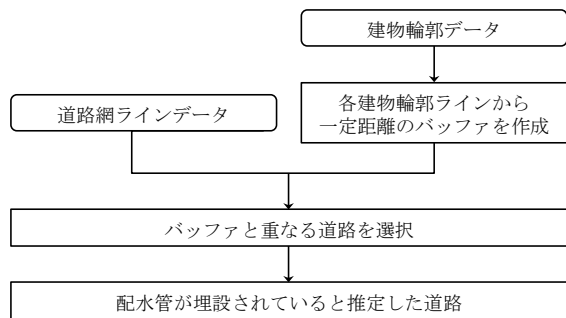 建物輪郭データ
道路網ラインデータ
各建物輪郭ラインから
一定距離のバッファを作成
バッファと重なる道路を選択
配水管が埋設されていると推定した道路